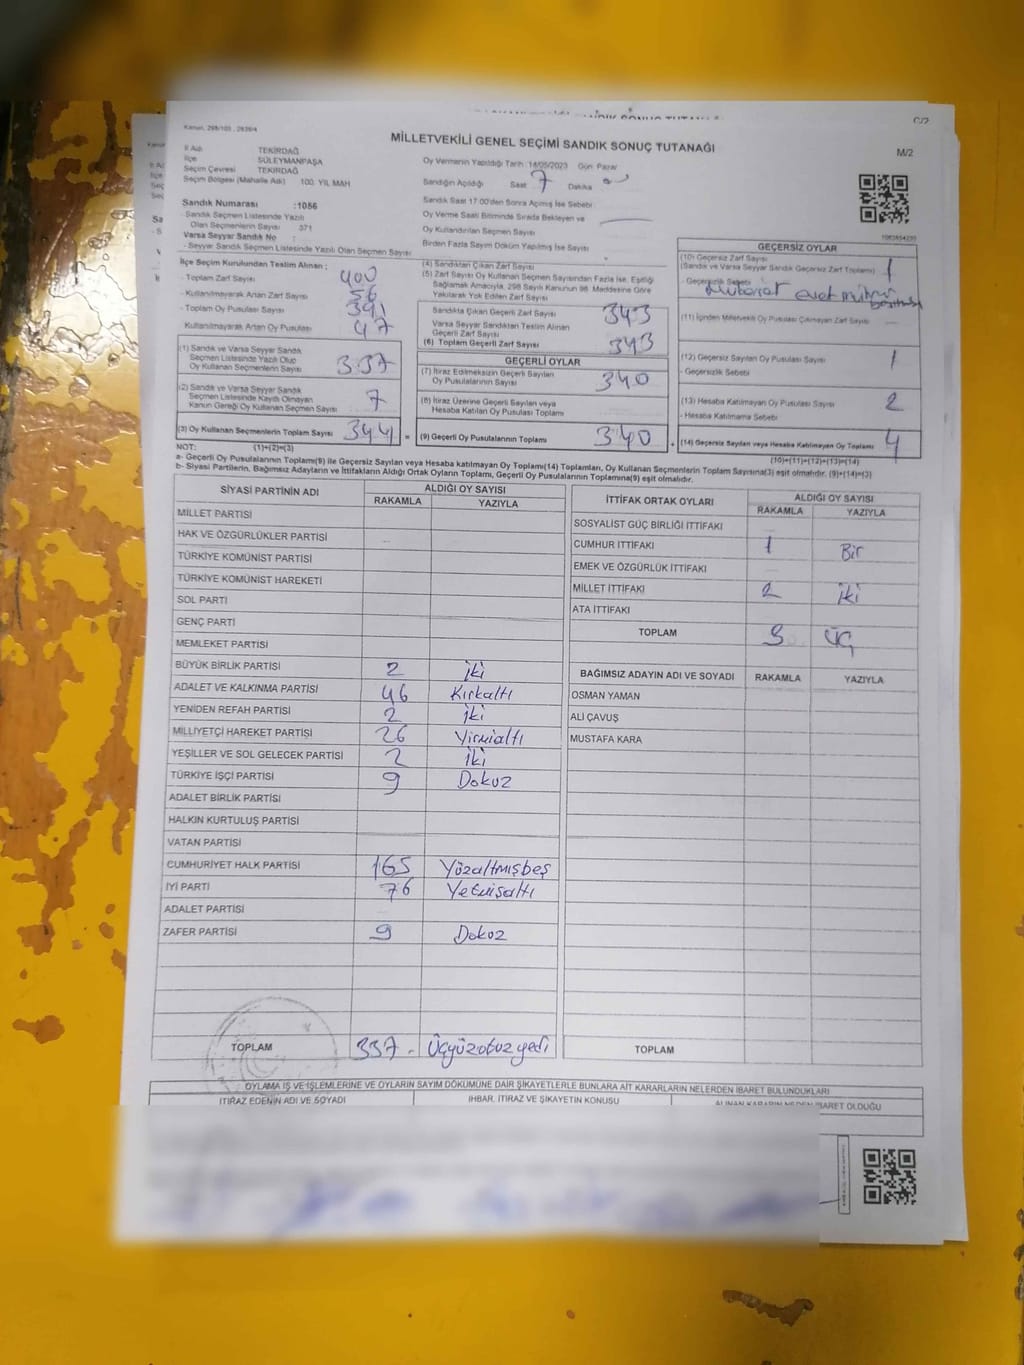 C/2
Kanun, 298/105 , 2839/4
MİLLETVEKİLİ GENEL SEÇİMİ SANDIK SONUÇ TUTANAĞI
M/2
İl Adı TEKİRDAĞ
İlçe SÜLEYMANPAŞA
Seçim Çevresi TEKİRDAĞ
Seçim Bölgesi (Mahalle Adı) 100. YIL MAH
Oy Vermenin Yapıldığı Tarih :14/05/2023 Gün Pazar
Sandığın Açıldığı Saat 7 Dakika
Sandık Saat 17:00'den Sonra Açılmış İse Sebebi
Oy Verme Saati Bitiminde Sırada Bekleyen ve
Oy Kullandırılan Seçmen Sayısı
Birden Fazla Sayım Döküm Yapılmış İse Sayısı
Sandık Numarası :1086
- Sandık Seçmen Listesinde Yazılı
Olan Seçmenlerin Sayısı 371
Varsa Seyyar Sandık No :
- Seyyar Sandık Seçmen Listesinde Yazılı Olan Seçmen Sayısı
İlçe Seçim Kurulundan Teslim Alınan ;
- Toplam Zarf Sayısı 400
- Kullanılmayarak Artan Zarf Sayısı 56
- Toplam Oy Pusulası Sayısı 391
Kullanılmayarak Artan Oy Pusulası 47
(1) Sandık ve Varsa Seyyar Sandık
Seçmen Listesinde Yazılı Olup
Oy Kullanan Seçmenlerin Sayısı 337
(2) Sandık ve Varsa Seyyar Sandık
Seçmen Listesinde Kayıtlı Olmayan
Kanun Gereği Oy Kullanan Seçmen Sayısı 7
(3) Oy Kullanan Seçmenlerin Toplam Sayısı 344 =
(4) Sandıktan Çıkan Zarf Sayısı
(5) Zarf Sayısı Oy Kullanan Seçmen Sayısından Fazla İse, Eşitliği
Sağlamak Amacıyla, 298 Sayılı Kanunun 98. Maddesine Göre
Yakılarak Yok Edilen Zarf Sayısı
Sandıkta Çıkan Geçerli Zarf Sayısı 343
Varsa Seyyar Sandıktan Teslim Alınan
Geçerli Zarf Sayısı
(6) Toplam Geçerli Zarf Sayısı 343
GEÇERLİ OYLAR
(7) İtiraz Edilmeksizin Geçerli Sayılan
Oy Pusulalarının Sayısı 340
(8) İtiraz Üzerine Geçerli Sayılan veya
Hesaba Katılan Oy Pusulası Toplamı
(9) Geçerli Oy Pusulalarının Toplamı 340 +
GEÇERSİZ OYLAR
(10) Geçersiz Zarf Sayısı
(Sandık ve Varsa Seyyar Sandık Geçersiz Zarf Toplamı) 1
- Geçersizlik Sebebi
(11) İçinden Milletvekili Oy Pusulası Çıkmayan Zarf Sayısı
(12) Geçersiz Sayılan Oy Pusulası Sayısı 1
- Geçersizlik Sebebi
(13) Hesaba Katılmayan Oy Pusulası Sayısı 2
- Hesaba Katılmama Sebebi
(14) Geçersiz Sayılan veya Hesaba Katılmayan Oy Toplamı 4
NOT: (1)+(2)=(3) (10)+(11)+(12)+(13)=(14)
a- Geçerli Oy Pusulalarının Toplamı(9) ile Geçersiz Sayılan veya Hesaba katılmayan Oy Toplamı(14) Toplamları, Oy Kullanan Seçmenlerin Toplam Sayısına(3) eşit olmalıdır. (9)+(14)=(3)
b- Siyasi Partilerin, Bağımsız Adayların ve İttifakların Aldığı Ortak Oyların Toplamı, Geçerli Oy Pusulalarının Toplamına(9) eşit olmalıdır.
SİYASİ PARTİNİN ADI ALDIĞI OY SAYISI
RAKAMLA YAZIYLA
MİLLET PARTİSİ
HAK VE ÖZGÜRLÜKLER PARTİSİ
TÜRKİYE KOMÜNİST PARTİSİ
TÜRKİYE KOMÜNİST HAREKETİ
SOL PARTİ
GENÇ PARTİ
MEMLEKET PARTİSİ
BÜYÜK BİRLİK PARTİSİ 2 İki
ADALET VE KALKINMA PARTİSİ 46 Kırkaltı
YENİDEN REFAH PARTİSİ 2 İki
MİLLİYETÇİ HAREKET PARTİSİ 26 Yirmialtı
YEŞİLLER VE SOL GELECEK PARTİSİ 2 İki
TÜRKİYE İŞÇİ PARTİSİ 9 Dokuz
ADALET BİRLİK PARTİSİ
HALKIN KURTULUŞ PARTİSİ
VATAN PARTİSİ
CUMHURİYET HALK PARTİSİ 165 Yüzaltmışbeş
İYİ PARTİ 76 Yetmişaltı
ADALET PARTİSİ
ZAFER PARTİSİ 9 Dokuz
TOPLAM 337 - Üçyüzotuzyedi
İTTİFAK ORTAK OYLARI ALDIĞI OY SAYISI
RAKAMLA YAZIYLA
SOSYALİST GÜÇ BİRLİĞİ İTTİFAKI
CUMHUR İTTİFAKI 1 Bir
EMEK VE ÖZGÜRLÜK İTTİFAKI
MİLLET İTTİFAKI 2 İki
ATA İTTİFAKI
TOPLAM 3 Üç
BAĞIMSIZ ADAYIN ADI VE SOYADI RAKAMLA YAZIYLA
OSMAN YAMAN
ALİ ÇAVUŞ
MUSTAFA KARA
TOPLAM
OYLAMA İŞ VE İŞLEMLERİNE VE OYLARIN SAYIM DÖKÜMÜNE DAİR ŞİKAYETLERLE BUNLARA AİT KARARLARIN NELERDEN İBARET BULUNDUKLARI
İTİRAZ EDENİN ADI VE SOYADI İHBAR, İTİRAZ VE ŞİKAYETİN KONUSU ALINAN KARARIN NEDEN İBARET OLDUĞU